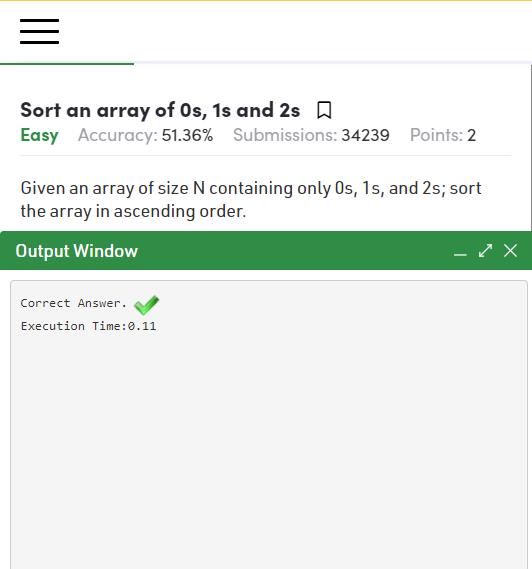 Sort an array of 0s, 1s and 2s
Easy Accuracy: 51.36% Submissions: 34239 Points: 2
Given an array of size N containing only 0s, 1s, and 2s; sort
the array in ascending order.
Output Window
Correct Answer.
Execution Time:0.11